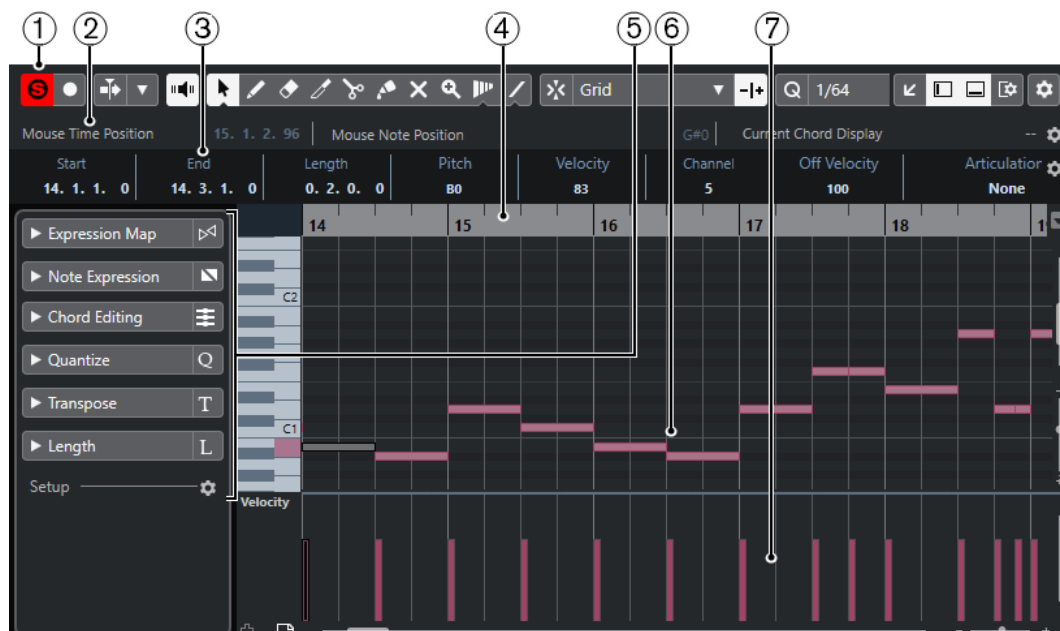 ① ② ③ ④ ⑤ ⑥ ⑦
S Grid Q 1/64
Mouse Time Position 15. 1. 2. 96 Mouse Note Position G#0 Current Chord Display --
Start End Length Pitch Velocity Channel Off Velocity Articulation
14. 1. 1. 0 14. 3. 1. 0 0. 2. 0. 0 B0 83 5 100 None
14 15 16 17 18
Expression Map
Note Expression
C2
Chord Editing
Quantize Q
Transpose T
C1
Length L
Setup
Velocity